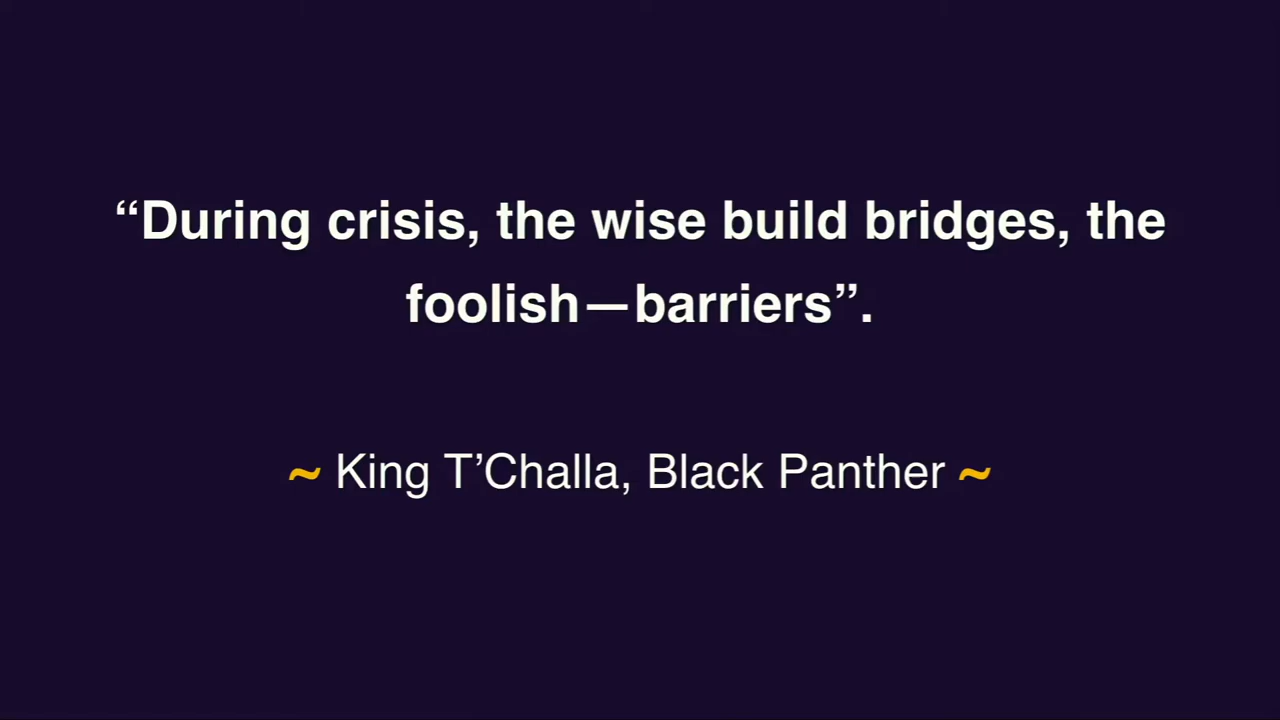 “During crisis, the wise build bridges, the
foolish—barriers”.
~ King T’Challa, Black Panther ~